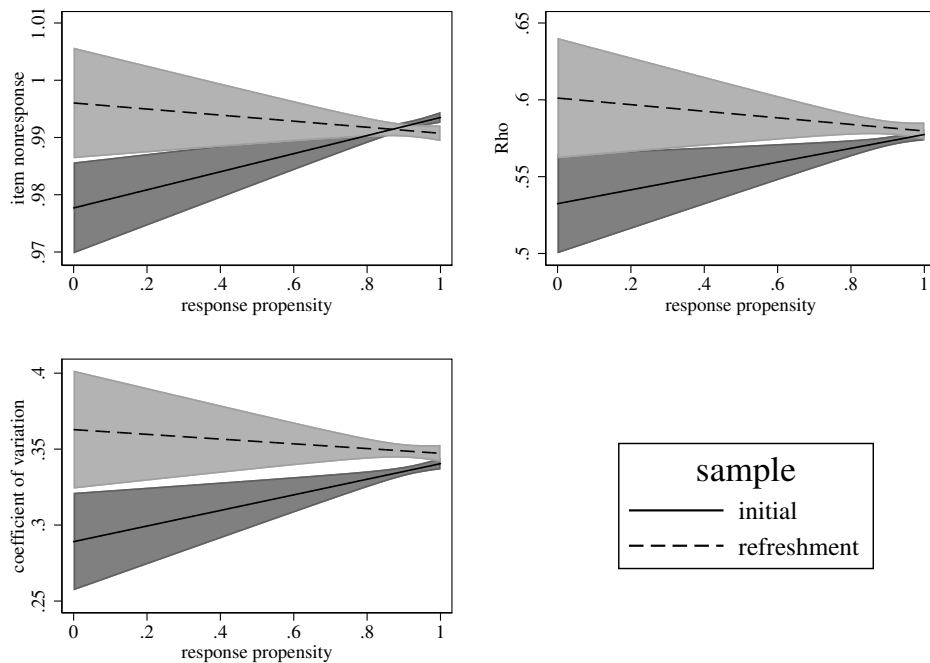 item nonresponse
1.01
1
.99
.98
.97
0 .2 .4 .6 .8 1
response propensity
Rho
.65
.6
.55
.5
0 .2 .4 .6 .8 1
response propensity
coefficient of variation
.4
.35
.3
.25
0 .2 .4 .6 .8 1
response propensity
sample
initial
refreshment